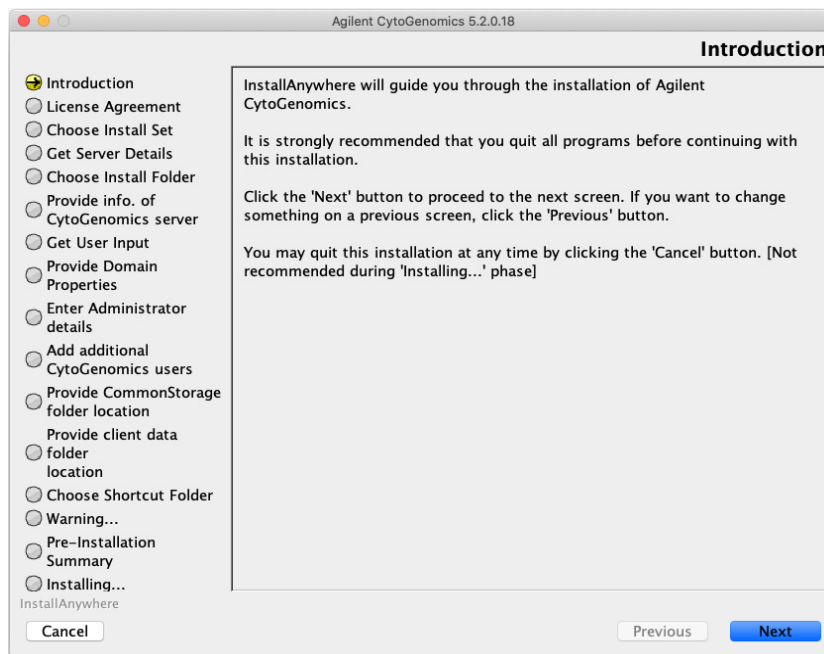 Agilent CytoGenomics 5.2.0.18
Introduction
Introduction
License Agreement
Choose Install Set
Get Server Details
Choose Install Folder
Provide info. of
CytoGenomics server
Get User Input
Provide Domain
Properties
Enter Administrator
details
Add additional
CytoGenomics users
Provide CommonStorage
folder location
Provide client data
folder
location
Choose Shortcut Folder
Warning...
Pre-Installation
Summary
Installing...
InstallAnywhere will guide you through the installation of Agilent
CytoGenomics.
It is strongly recommended that you quit all programs before continuing with
this installation.
Click the 'Next' button to proceed to the next screen. If you want to change
something on a previous screen, click the 'Previous' button.
You may quit this installation at any time by clicking the 'Cancel' button. [Not
recommended during 'Installing...' phase]
InstallAnywhere
Cancel
Previous
Next